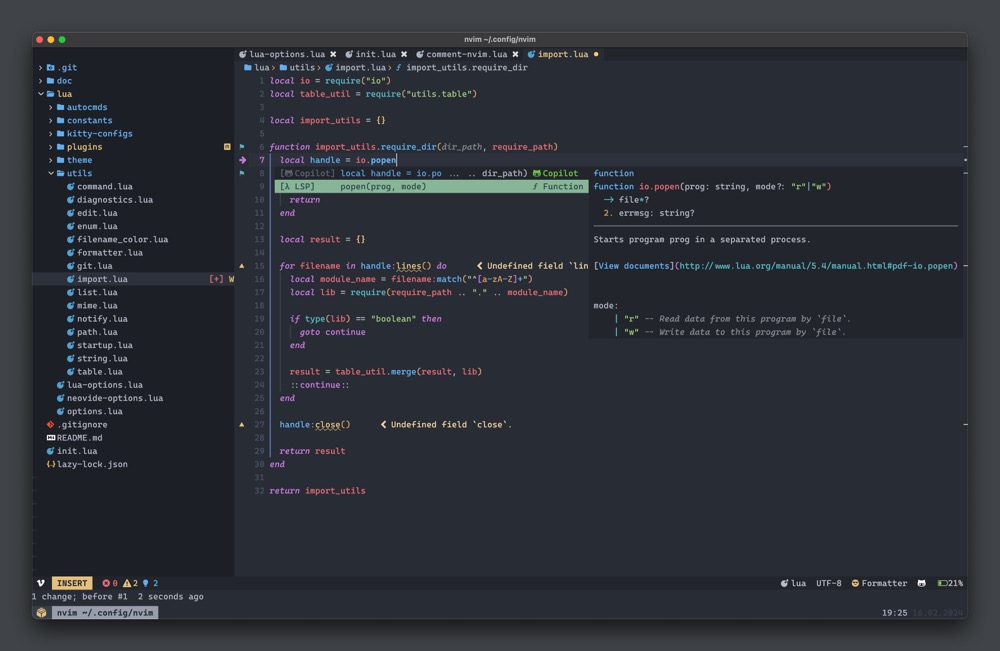 nvim ~/.config/nvim
lua-options.lua ✖ init.lua ✖ comment-nvim.lua ✖ import.lua ●
lua › utils › import.lua › ƒ import_utils.require_dir
.git
doc
lua
autocmds
constants
kitty-configs
plugins
theme
utils
command.lua
diagnostics.lua
edit.lua
enum.lua
filename_color.lua
formatter.lua
git.lua
import.lua [+] W
list.lua
mime.lua
notify.lua
path.lua
startup.lua
string.lua
table.lua
lua-options.lua
neovide-options.lua
options.lua
.gitignore
README.md
init.lua
lazy-lock.json
1 local io = require("io")
2 local table_util = require("utils.table")
3
4 local import_utils = {}
5
6 function import_utils.require_dir(dir_path, require_path)
7 local handle = io.popen
8 [Copilot] local handle = io.po ... .. dir_path) Copilot
9 [λ LSP] popen(prog, mode) ƒ Function
10 return
11 end
12
13 local result = {}
14
15 for filename in handle:lines() do Undefined field `lin
16 local module_name = filename:match("^[a-zA-Z]+")
17 local lib = require(require_path .. "." .. module_name)
18
19 if type(lib) == "boolean" then
20 goto continue
21 end
22
23 result = table_util.merge(result, lib)
24 ::continue::
25 end
26
27 handle:close() Undefined field `close`.
28
29 return result
30 end
31
32 return import_utils
function
function io.popen(prog: string, mode?: "r"|"w")
-> file*?
2. errmsg: string?
Starts program prog in a separated process.
[View documents](http://www.lua.org/manual/5.4/manual.html#pdf-io.popen)
mode:
| "r" -- Read data from this program by `file`.
| "w" -- Write data to this program by `file`.
INSERT 0 2 2
lua UTF-8 Formatter 21%
1 change; before #1 2 seconds ago
nvim ~/.config/nvim
19:25 16.02.2024